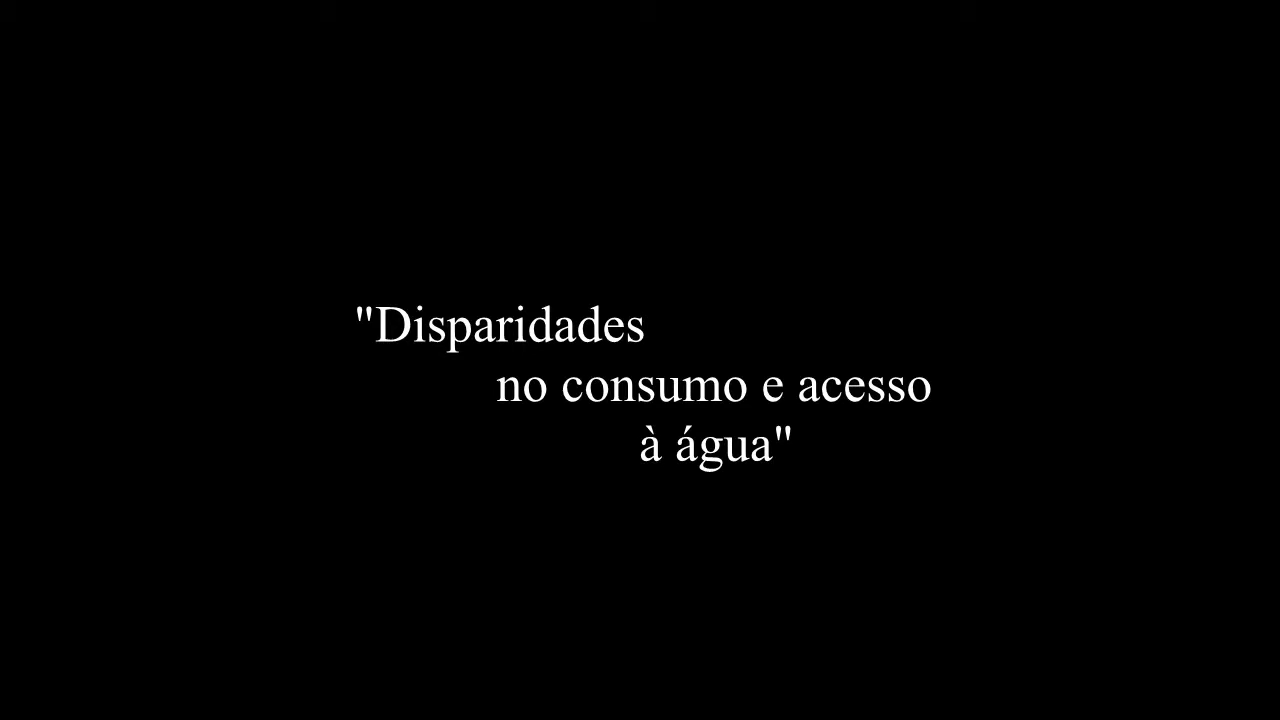 "Disparidades
no consumo e acesso
à água"